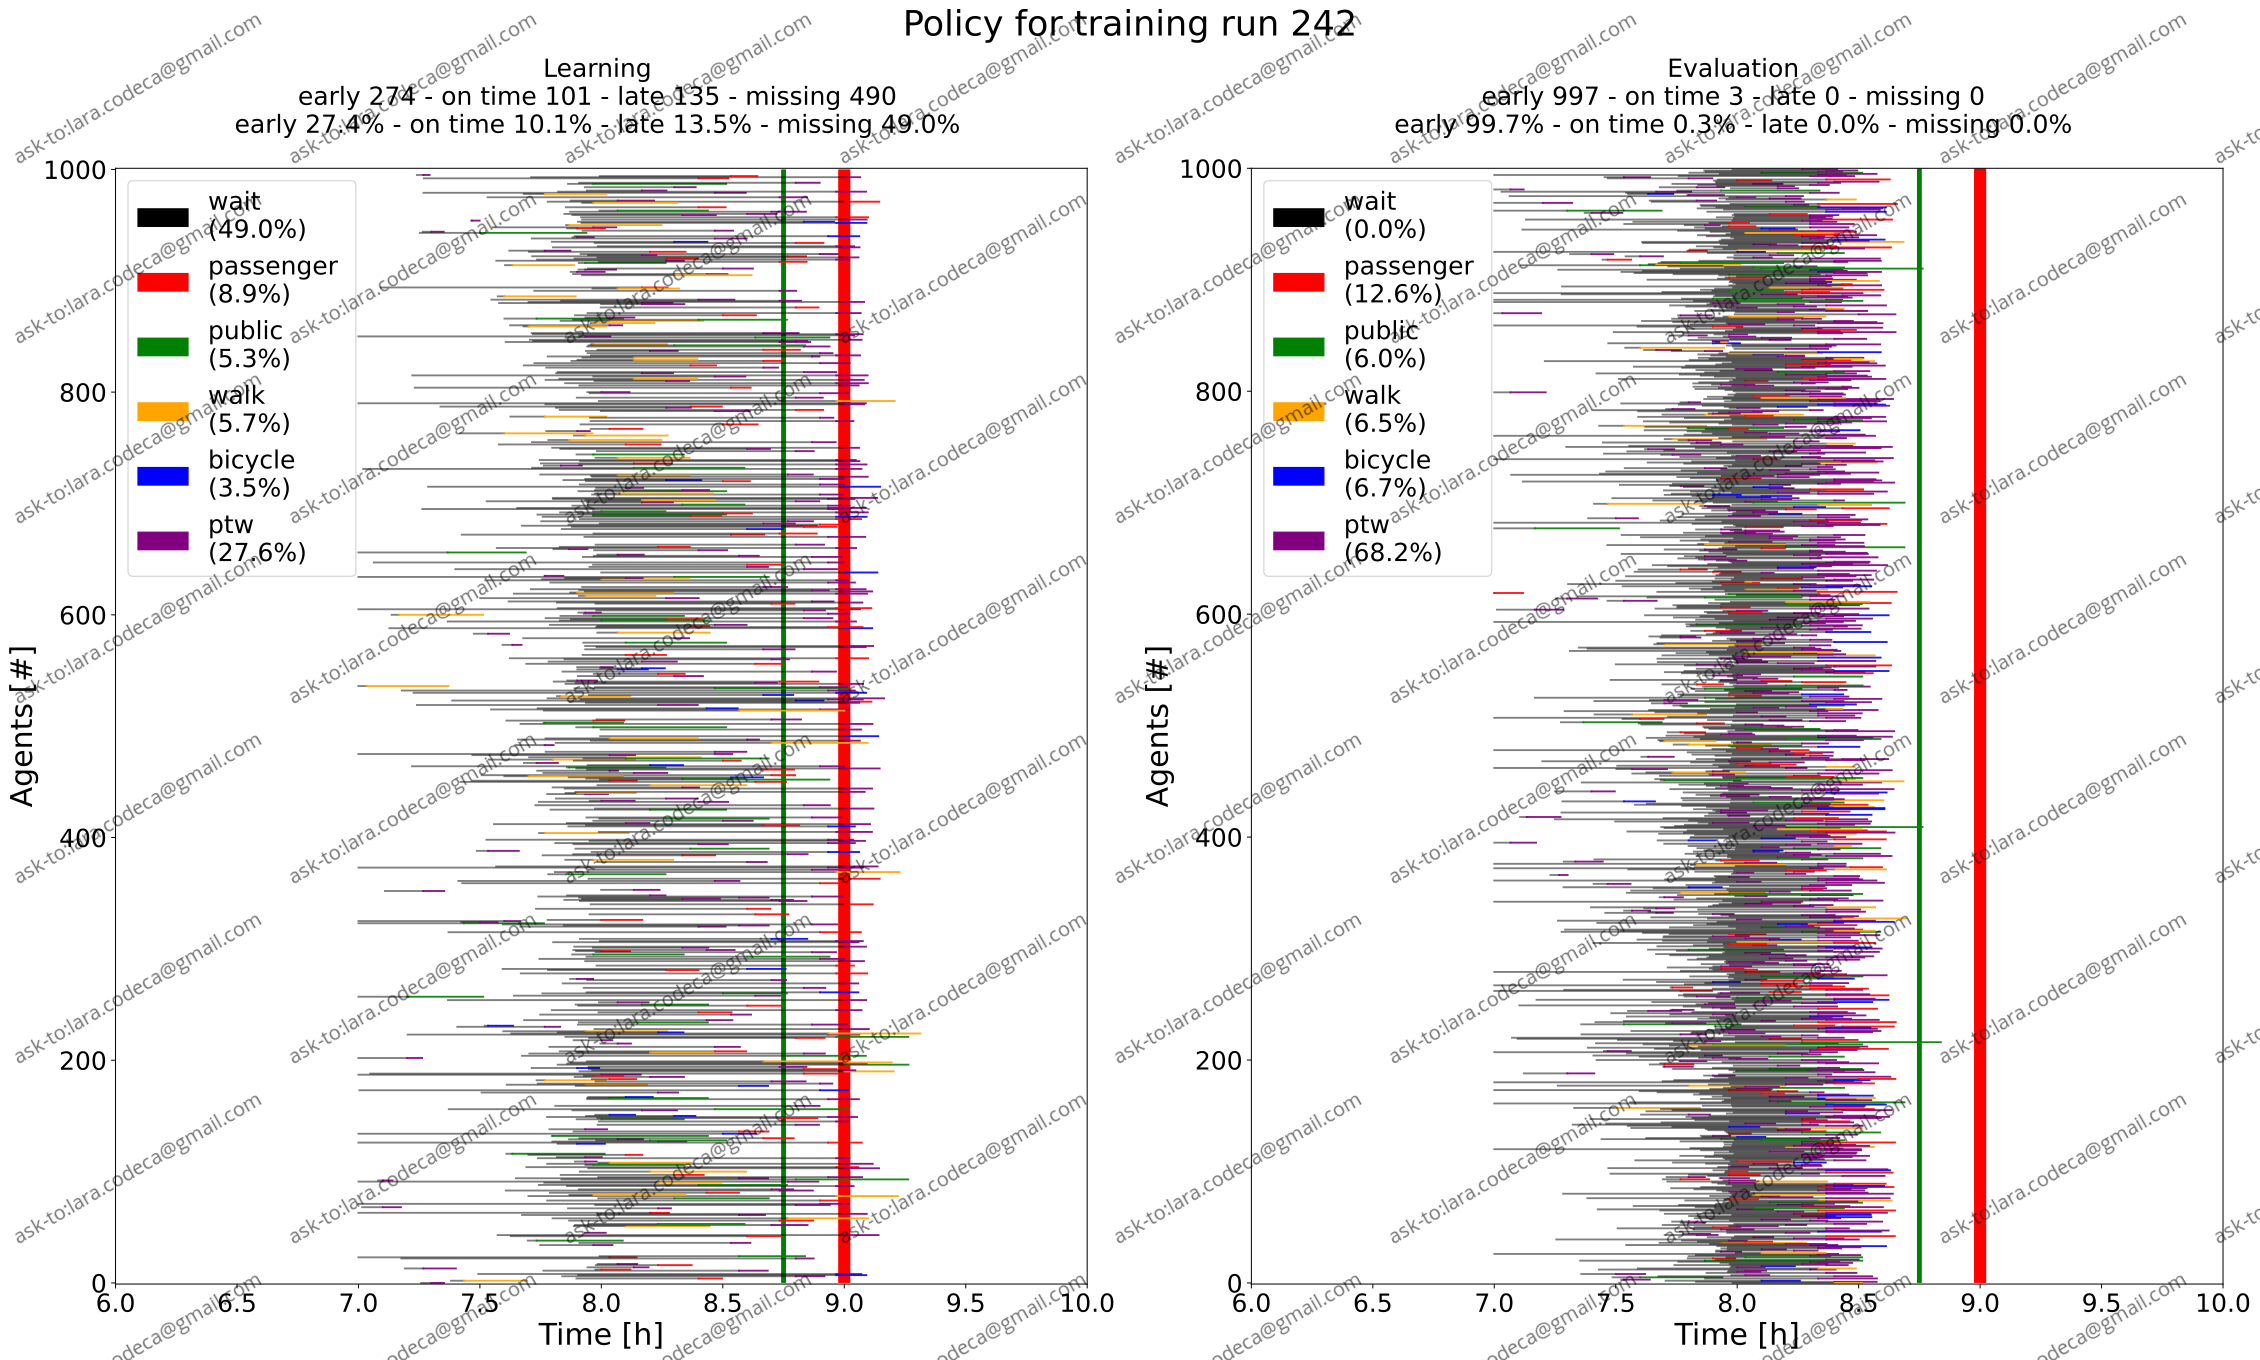 Policy for training run 242
Learning
early 274 - on time 101 - late 135 - missing 490
early 27.4% - on time 10.1% - late 13.5% - missing 49.0%
1000
800
600
400
200
0
Agents [#]
wait
(49.0%)
passenger
(8.9%)
public
(5.3%)
walk
(5.7%)
bicycle
(3.5%)
ptw
(27.6%)
6.0 6.5 7.0 7.5 8.0 8.5 9.0 9.5 10.0
Time [h]
Evaluation
early 997 - on time 3 - late 0 - missing 0
early 99.7% - on time 0.3% - late 0.0% - missing 0.0%
1000
800
600
400
200
0
Agents [#]
wait
(0.0%)
passenger
(12.6%)
public
(6.0%)
walk
(6.5%)
bicycle
(6.7%)
ptw
(68.2%)
6.0 6.5 7.0 7.5 8.0 8.5 9.0 9.5 10.0
Time [h]
ask-to:lara.codeca@gmail.com